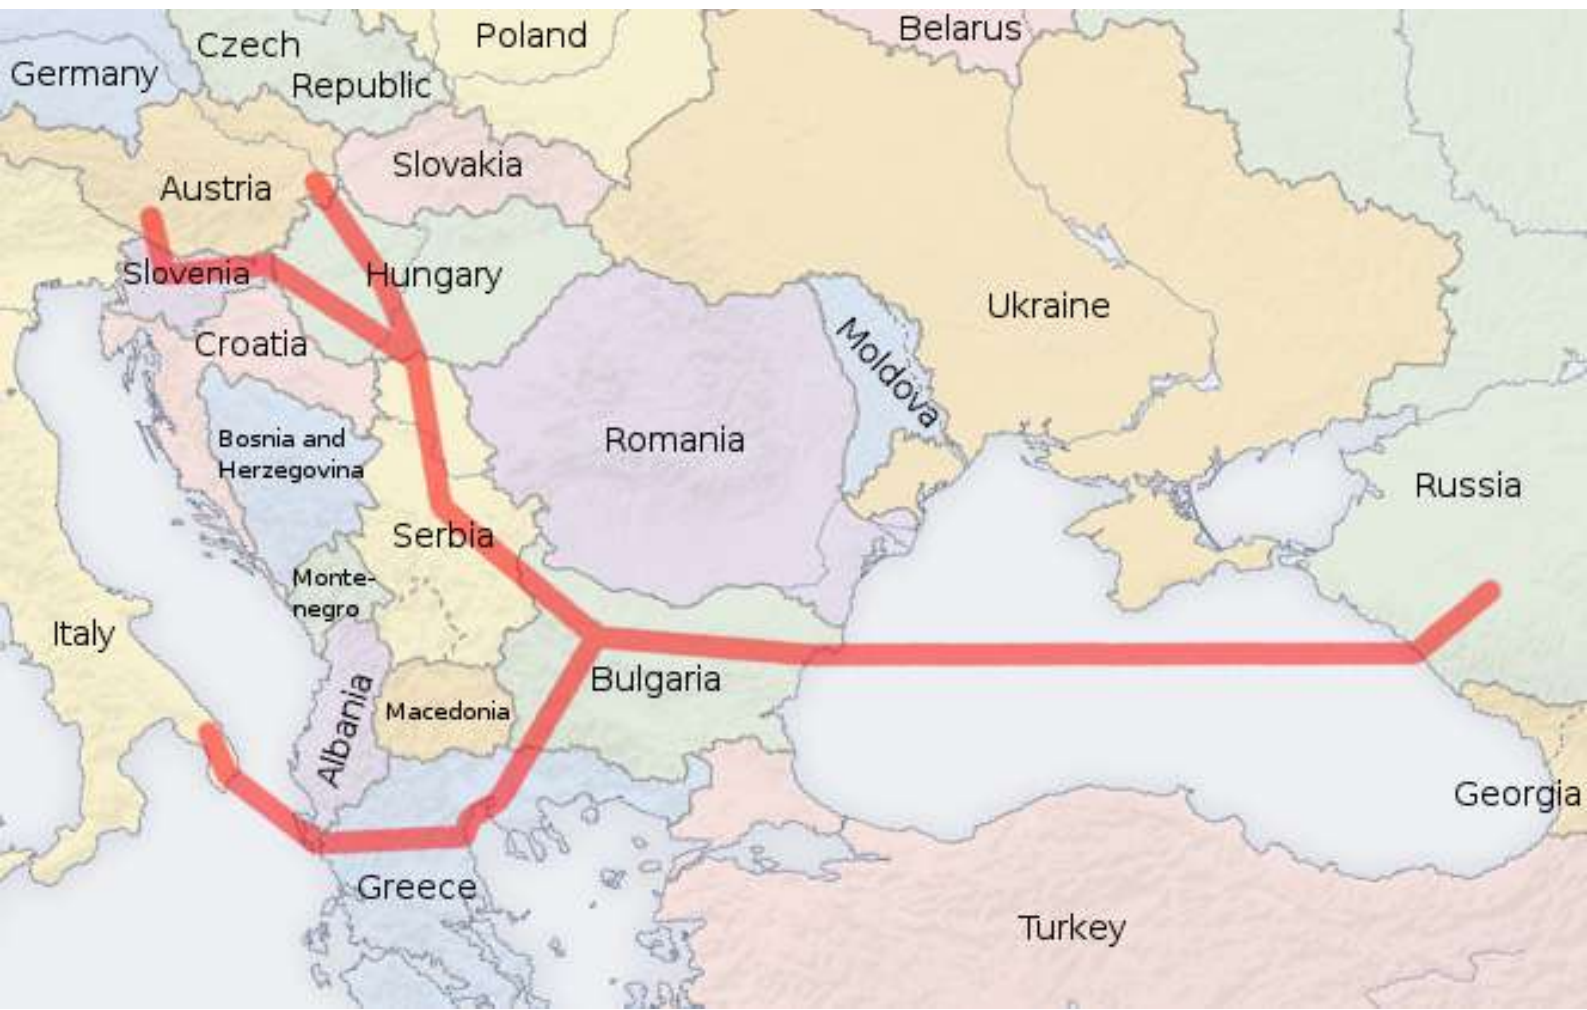 Belarus
Poland
Czech
Republic
Germany
Slovakia
Austria
Slovenia
Hungary
Ukraine
Croatia
Moldova
Romania
Bosnia and
Herzegovina
Russia
Serbia
Monte-
negro
Italy
Bulgaria
Albania
Macedonia
Georgia
Greece
Turkey